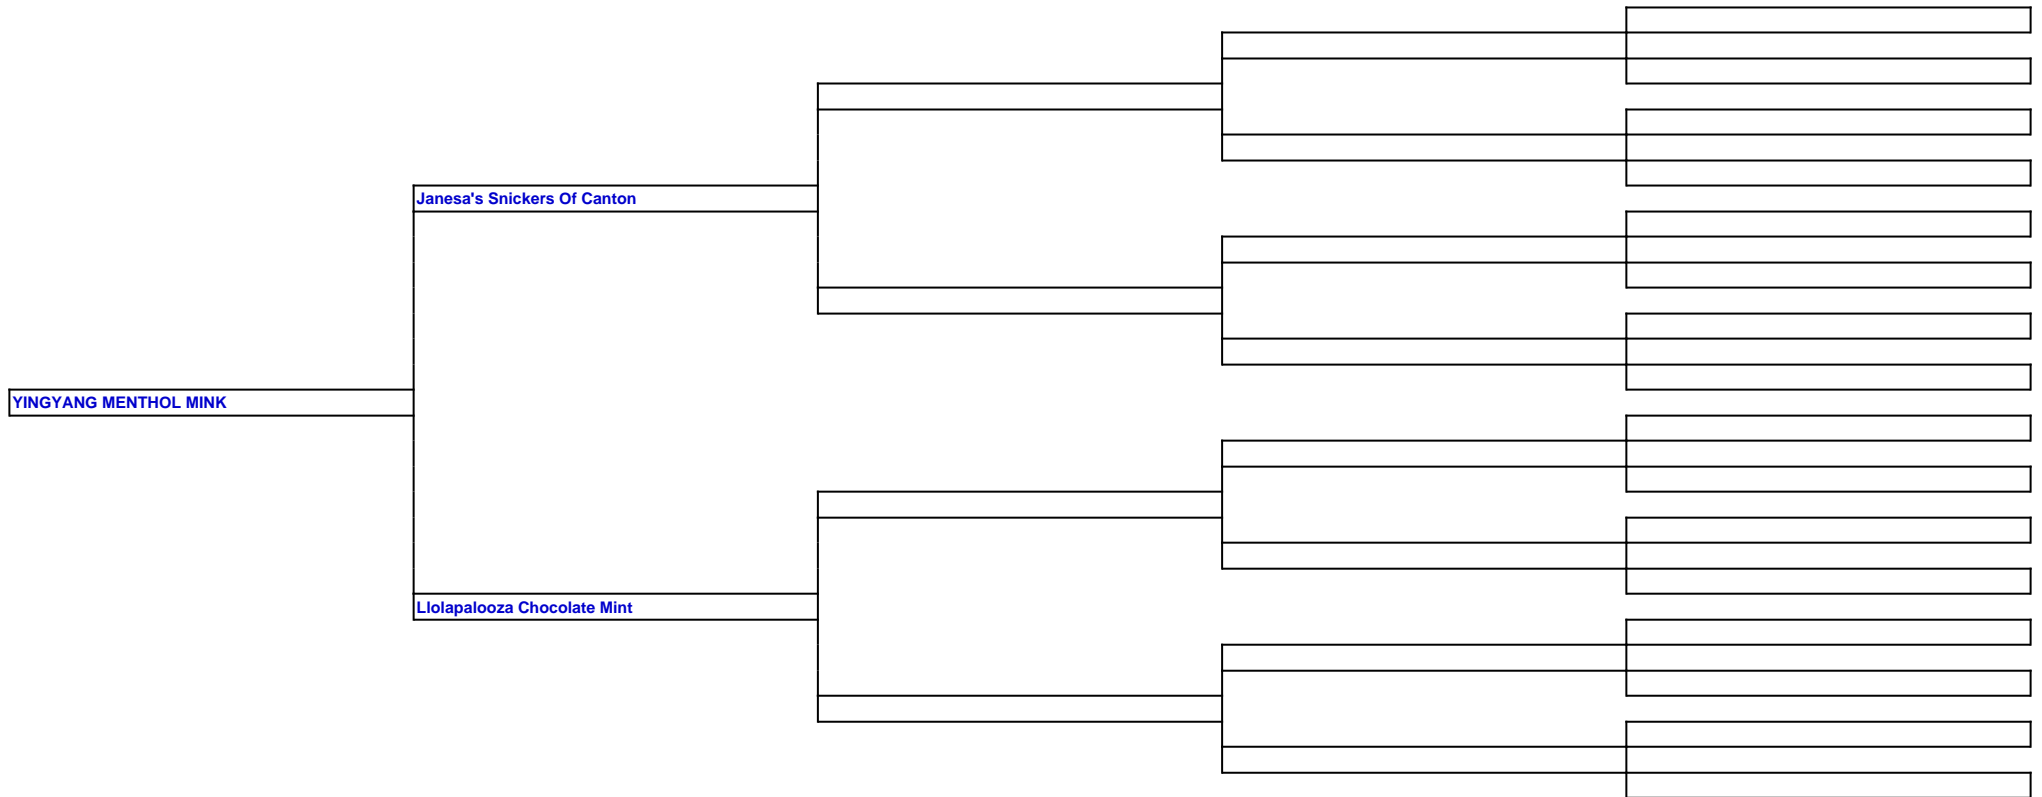 Janesa's Snickers Of Canton
YINGYANG MENTHOL MINK
Llolapalooza Chocolate Mint